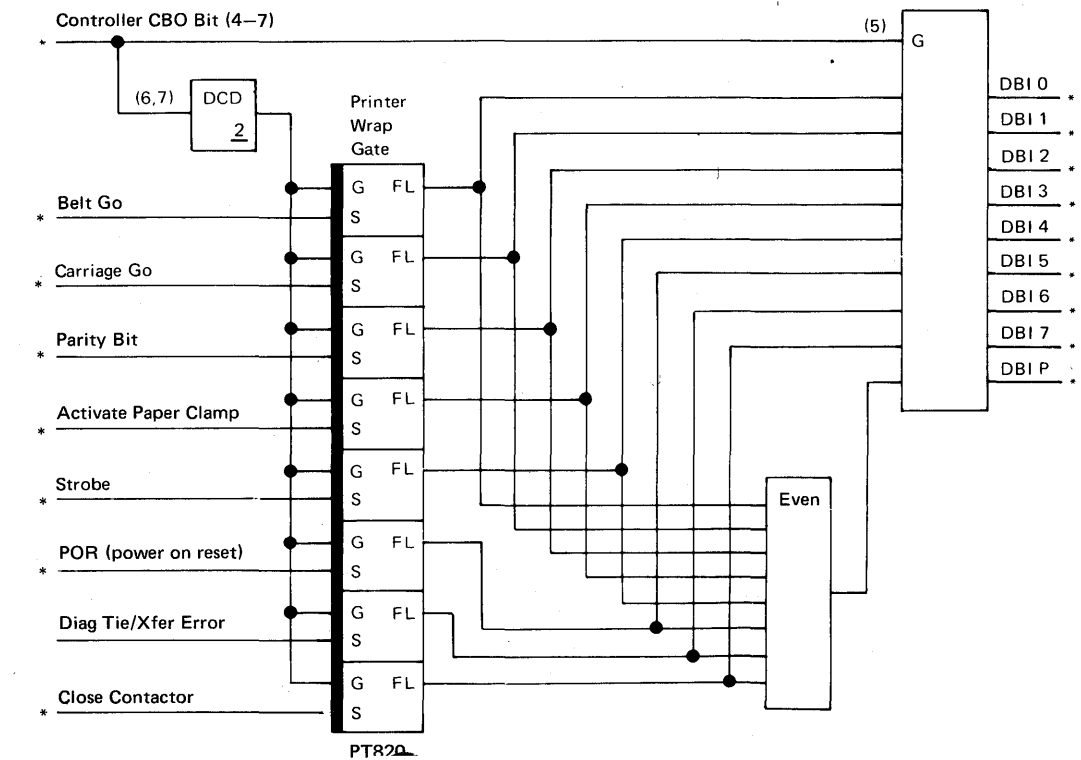 Controller CBO Bit (4–7)
*
(5)
G
(6,7)
DCD
2
Printer
Wrap
Gate
DBI 0
*
DBI 1
*
DBI 2
*
DBI 3
*
DBI 4
*
DBI 5
*
DBI 6
*
DBI 7
*
DBI P
*
G FL
Belt Go
* S
G FL
Carriage Go
* S
G FL
Parity Bit
* S
G FL
Activate Paper Clamp
* S
G FL
Strobe
* S
Even
G FL
POR (power on reset)
* S
G FL
Diag Tie/Xfer Error
S
G FL
Close Contactor
* S
PT820